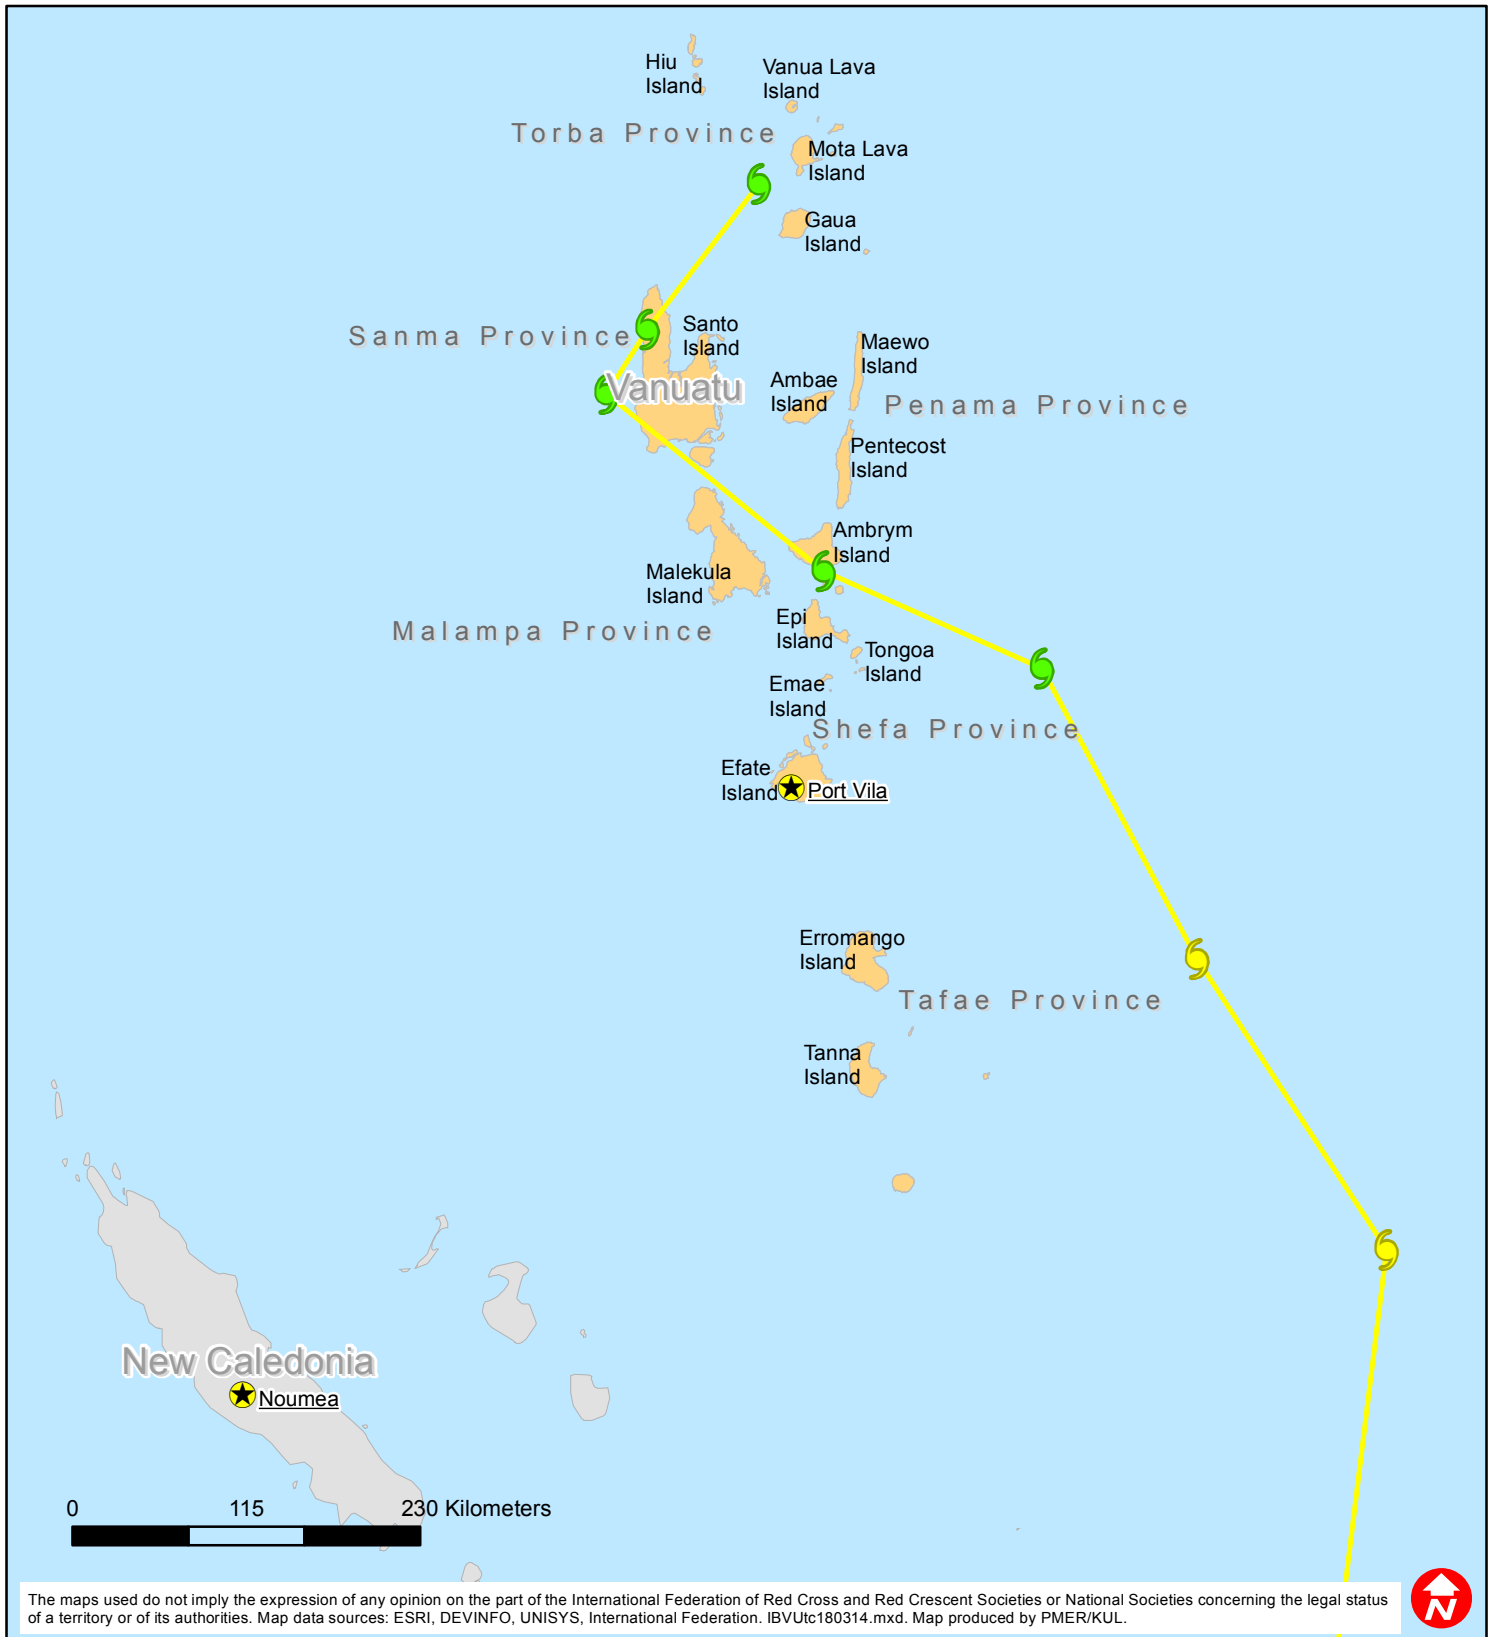 Hiu
Island
Vanua Lava
Island
Torba Province
Mota Lava
Island
Gaua
Island
Sanma Province
Santo
Island
Maewo
Island
Vanuatu
Ambae
Island
Penama Province
Pentecost
Island
Ambrym
Island
Malekula
Island
Malampa Province
Epi
Island
Tongoa
Island
Emae
Island
Shefa Province
Efate
Island
Port Vila
Erromango
Island
Tafae Province
Tanna
Island
New Caledonia
Noumea
0 115 230 Kilometers
The maps used do not imply the expression of any opinion on the part of the International Federation of Red Cross and Red Crescent Societies or National Societies concerning the legal status
of a territory or of its authorities. Map data sources: ESRI, DEVINFO, UNISYS, International Federation. IBVUtc180314.mxd. Map produced by PMER/KUL.
N